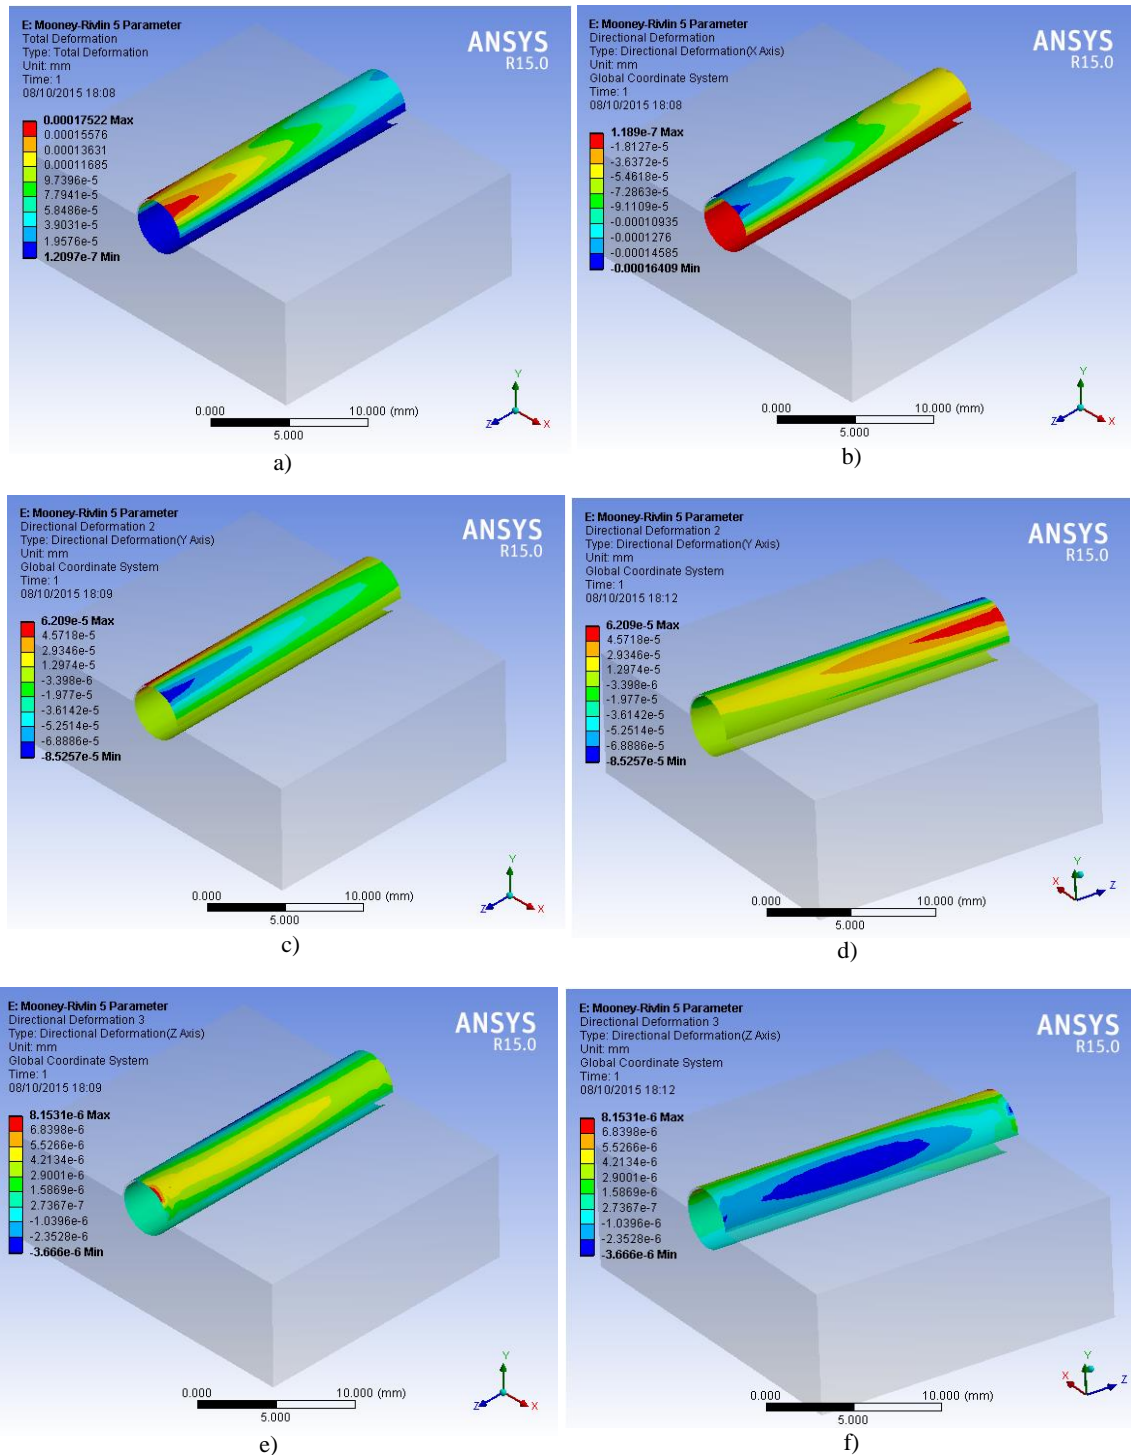 E: Mooney-Rivlin 5 Parameter
Total Deformation
Type: Total Deformation
Unit: mm
Time: 1
08/10/2015 18:08
ANSYS
R15.0
0.00017522 Max
0.00015576
0.00013631
0.00011685
9.7396e-5
7.7941e-5
5.8486e-5
3.9031e-5
1.9576e-5
1.2097e-7 Min
0.000
10.000 (mm)
5.000
Y
Z
X
a)
E: Mooney-Rivlin 5 Parameter
Directional Deformation
Type: Directional Deformation(X Axis)
Unit: mm
Global Coordinate System
Time: 1
08/10/2015 18:08
ANSYS
R15.0
1.189e-7 Max
-1.8127e-5
-3.6372e-5
-5.4618e-5
-7.2863e-5
-9.1109e-5
-0.00010935
-0.0001276
-0.00014585
-0.00016409 Min
0.000
10.000 (mm)
5.000
Y
Z
X
b)
E: Mooney-Rivlin 5 Parameter
Directional Deformation 2
Type: Directional Deformation(Y Axis)
Unit: mm
Global Coordinate System
Time: 1
08/10/2015 18:09
ANSYS
R15.0
6.209e-5 Max
4.5718e-5
2.9346e-5
1.2974e-5
-3.398e-6
-1.977e-5
-3.6142e-5
-5.2514e-5
-6.8886e-5
-8.5257e-5 Min
0.000
10.000 (mm)
5.000
Y
Z
X
c)
E: Mooney-Rivlin 5 Parameter
Directional Deformation 2
Type: Directional Deformation(Y Axis)
Unit: mm
Global Coordinate System
Time: 1
08/10/2015 18:12
ANSYS
R15.0
6.209e-5 Max
4.5718e-5
2.9346e-5
1.2974e-5
-3.398e-6
-1.977e-5
-3.6142e-5
-5.2514e-5
-6.8886e-5
-8.5257e-5 Min
0.000
10.000 (mm)
5.000
Y
X
Z
d)
E: Mooney-Rivlin 5 Parameter
Directional Deformation 3
Type: Directional Deformation(Z Axis)
Unit: mm
Global Coordinate System
Time: 1
08/10/2015 18:09
ANSYS
R15.0
8.1531e-6 Max
6.8398e-6
5.5266e-6
4.2134e-6
2.9001e-6
1.5869e-6
2.7367e-7
-1.0396e-6
-2.3528e-6
-3.666e-6 Min
0.000
10.000 (mm)
5.000
Y
Z
X
e)
E: Mooney-Rivlin 5 Parameter
Directional Deformation 3
Type: Directional Deformation(Z Axis)
Unit: mm
Global Coordinate System
Time: 1
08/10/2015 18:12
ANSYS
R15.0
8.1531e-6 Max
6.8398e-6
5.5266e-6
4.2134e-6
2.9001e-6
1.5869e-6
2.7367e-7
-1.0396e-6
-2.3528e-6
-3.666e-6 Min
0.000
10.000 (mm)
5.000
Y
X
Z
f)